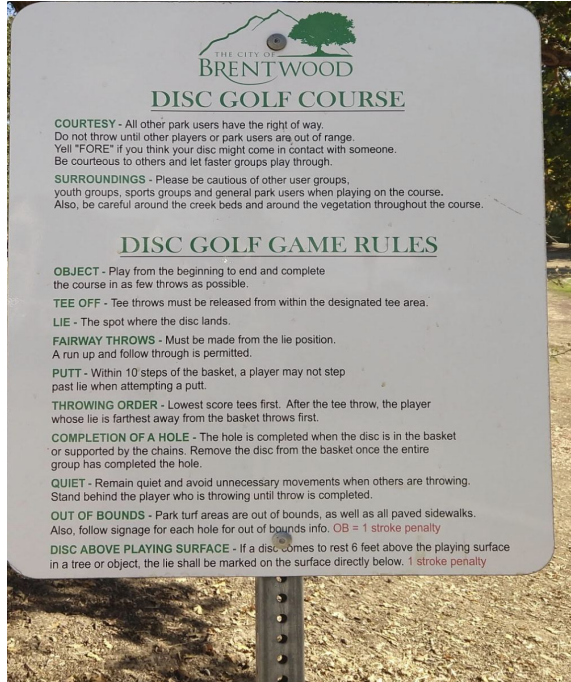 THE CITY OF
BRENTWOOD
DISC GOLF COURSE
COURTESY - All other park users have the right of way.
Do not throw until other players or park users are out of range.
Yell "FORE" if you think your disc might come in contact with someone.
Be courteous to others and let faster groups play through.
SURROUNDINGS - Please be cautious of other user groups,
youth groups, sports groups and general park users when playing on the course.
Also, be careful around the creek beds and around the vegetation throughout the course.
DISC GOLF GAME RULES
OBJECT - Play from the beginning to end and complete
the course in as few throws as possible.
TEE OFF - Tee throws must be released from within the designated tee area.
LIE - The spot where the disc lands.
FAIRWAY THROWS - Must be made from the lie position.
A run up and follow through is permitted.
PUTT - Within 10 steps of the basket, a player may not step
past lie when attempting a putt.
THROWING ORDER - Lowest score tees first. After the tee throw, the player
whose lie is farthest away from the basket throws first.
COMPLETION OF A HOLE - The hole is completed when the disc is in the basket
or supported by the chains. Remove the disc from the basket once the entire
group has completed the hole.
QUIET - Remain quiet and avoid unnecessary movements when others are throwing.
Stand behind the player who is throwing until throw is completed.
OUT OF BOUNDS - Park turf areas are out of bounds, as well as all paved sidewalks.
Also, follow signage for each hole for out of bounds info. OB = 1 stroke penalty
DISC ABOVE PLAYING SURFACE - If a disc comes to rest 6 feet above the playing surface
in a tree or object, the lie shall be marked on the surface directly below. 1 stroke penalty